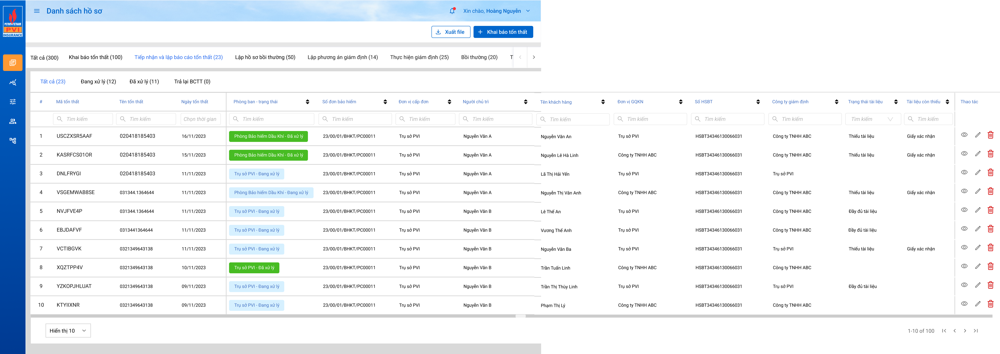 PETROVIETNAM
PVI
INSURANCE
Danh sách hồ sơ
Xin chào, Hoàng Nguyễn
Xuất file
Khai báo tổn thất
Tất cả (300) Khai báo tổn thất (100) Tiếp nhận và lập báo cáo tổn thất (23) Lập hồ sơ bồi thường (50) Lập phương án giám định (14) Thực hiện giám định (25) Bồi thường (20) T
Tất cả (23) Đang xử lý (12) Đã xử lý (11) Trả lại BCTT (0)
# Mã tổn thất Tên tổn thất Ngày tổn thất Phòng ban - trạng thái Số đơn bảo hiểm Đơn vị cấp đơn Người chủ trì Tên khách hàng Đơn vị GQKN Số HSBT Công ty giám định Trạng thái tài liệu Tài liệu còn thiếu Thao tác
Tìm kiếm Tìm kiếm Chọn thời gian Tìm kiếm Tìm kiếm Tìm kiếm Tìm kiếm Tìm kiếm Tìm kiếm Tìm kiếm Tìm kiếm Tìm kiếm Tìm kiếm
1 USCZXSR5AAF 020418185403 16/11/2023 Phòng Bảo hiểm Dầu Khí - Đã xử lý 23/00/01/BHKT/PC00011 Trụ sở PVI Nguyễn Văn A Nguyễn Văn An Trụ sở PVI HSBT34346130066031 Công ty TNHH ABC Thiếu tài liệu Giấy xác nhận
2 KASRFCS01OR 020418185403 15/11/2023 Phòng Bảo hiểm Dầu Khí - Đã xử lý 23/00/01/BHKT/PC00011 Trụ sở PVI Nguyễn Văn A Nguyễn Lê Hà Linh Công ty TNHH ABC HSBT34346130066031 Công ty TNHH ABC Thiếu tài liệu Giấy xác nhận
3 DNLFRYGI 020418185403 11/11/2023 Trụ sở PVI - Đang xử lý 23/00/01/BHKT/PC00011 Trụ sở PVI Nguyễn Văn A Lã Thị Hải Yến Trụ sở PVI HSBT34346130066031 Trụ sở PVI
4 VSGEMWAB8SE 031344.1364644 11/11/2023 Phòng Bảo hiểm Dầu Khí - Đang xử lý 23/00/01/BHKT/PC00011 Trụ sở PVI Nguyễn Văn A Nguyễn Thị Vân Anh Công ty TNHH ABC HSBT34346130066031 Công ty TNHH ABC Thiếu tài liệu Giấy xác nhận
5 NVJFVE4P 031344.1364644 11/11/2023 Trụ sở PVI - Đang xử lý 23/00/01/BHKT/PC00011 Trụ sở PVI Nguyễn Văn B Lê Thế An Trụ sở PVI HSBT34346130066031 Công ty TNHH ABC Đầy đủ tài liệu
6 EBJDAFVF 0313441364644 11/11/2023 Trụ sở PVI - Đang xử lý 23/00/01/BHKT/PC00011 Trụ sở PVI Nguyễn Văn B Vương Thế Anh Trụ sở PVI HSBT34346130066031 Công ty TNHH ABC Đầy đủ tài liệu
7 VCTIBGVK 0321349643138 11/11/2023 Trụ sở PVI - Đang xử lý 23/00/01/BHKT/PC00011 Trụ sở PVI Nguyễn Văn B Nguyễn Văn Ba Trụ sở PVI HSBT34346130066031 Trụ sở PVI Thiếu tài liệu Giấy xác nhận
8 XQZTPP4V 0321349643138 10/11/2023 Trụ sở PVI - Đã xử lý 23/00/01/BHKT/PC00011 Trụ sở PVI Nguyễn Văn B Trần Tuấn Linh Công ty TNHH ABC HSBT34346130066031 Công ty TNHH ABC
9 YZKOPJHLUAT 0321349643138 09/11/2023 Trụ sở PVI - Đang xử lý 23/00/01/BHKT/PC00011 Trụ sở PVI Nguyễn Văn B Trần Thị Thùy Linh Trụ sở PVI HSBT34346130066031 Trụ sở PVI Đầy đủ tài liệu
10 KTYIIXNR 0321349643138 09/11/2023 Trụ sở PVI - Đang xử lý 23/00/01/BHKT/PC00011 Trụ sở PVI Nguyễn Văn B Phạm Thị Lý Công ty TNHH ABC HSBT34346130066031 Công ty TNHH ABC
Hiển thị 10
1-10 of 100